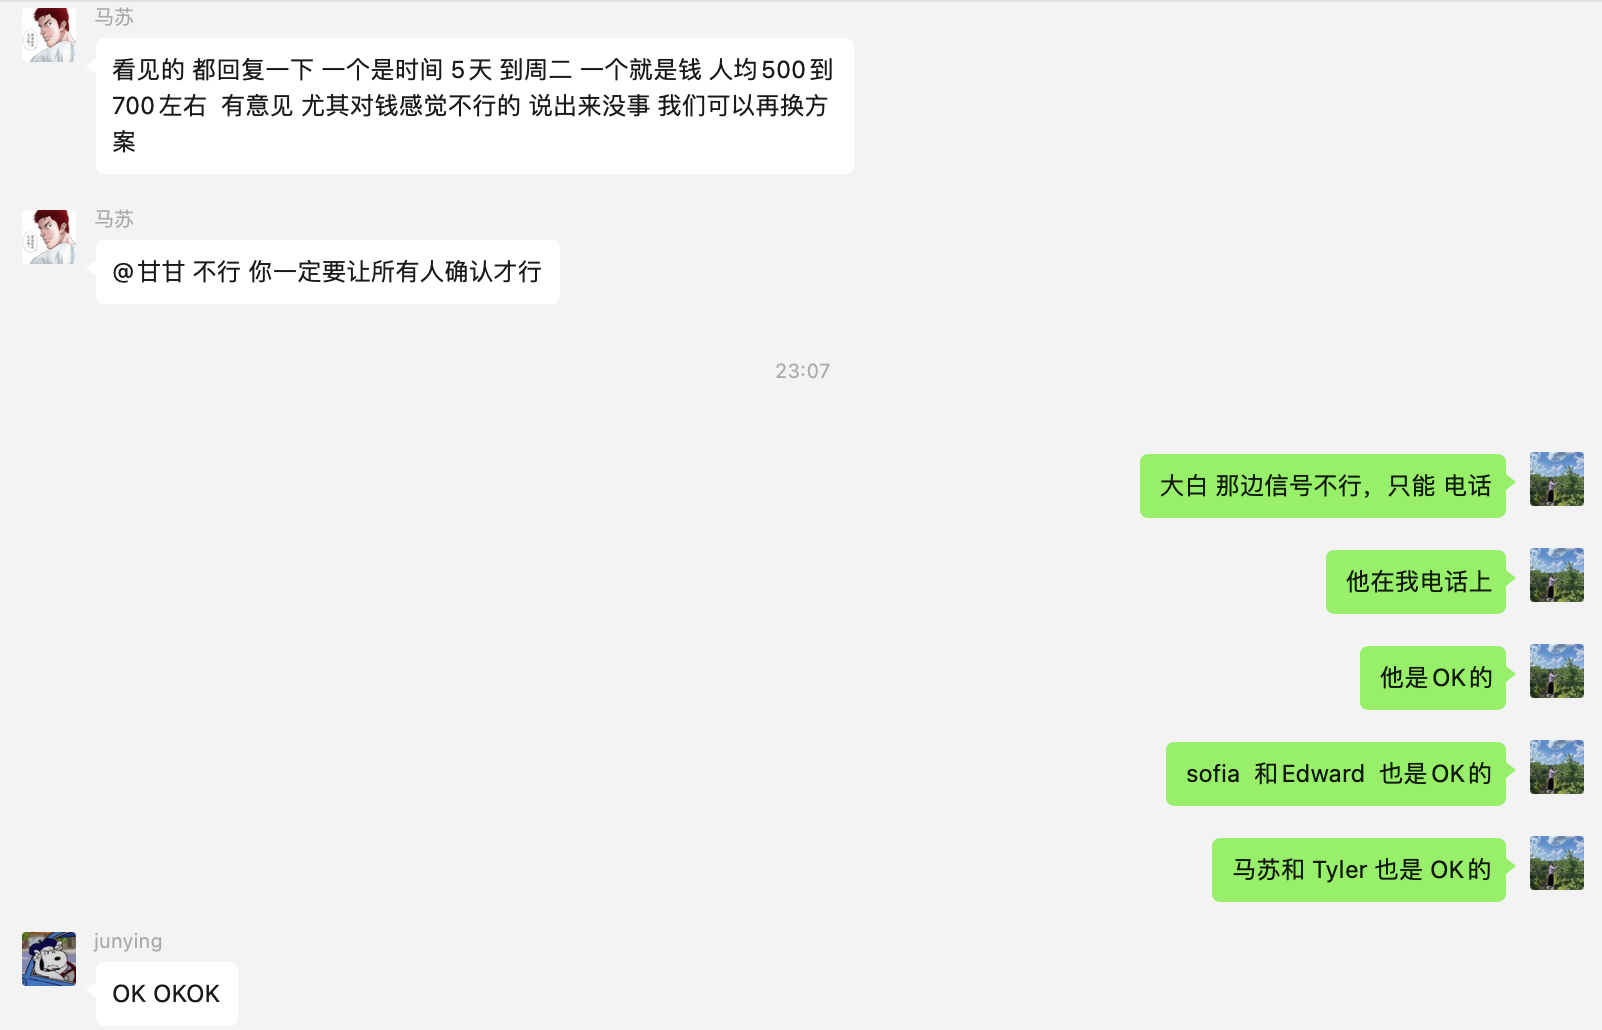 马苏
看见的 都回复一下 一个是时间 5天 到周二 一个就是钱 人均500到
700左右  有意见 尤其对钱感觉不行的 说出来没事 我们可以再换方
案
马苏
@甘甘 不行 你一定要让所有人确认才行
23:07
大白 那边信号不行，只能 电话
他在我电话上
他是OK的
sofia  和Edward  也是OK的
马苏和 Tyler 也是 OK的
junying
OK OKOK